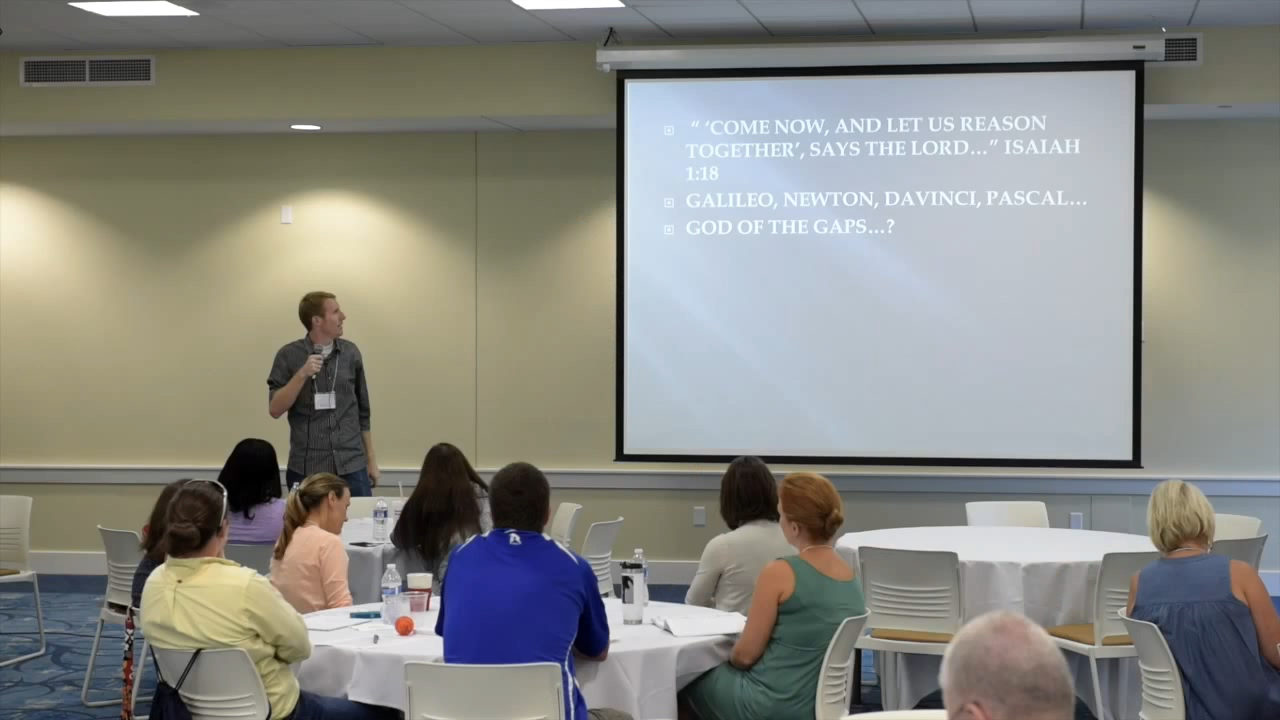 “ ‘COME NOW, AND LET US REASON
TOGETHER’, SAYS THE LORD…” ISAIAH
1:18
GALILEO, NEWTON, DAVINCI, PASCAL…
GOD OF THE GAPS…?